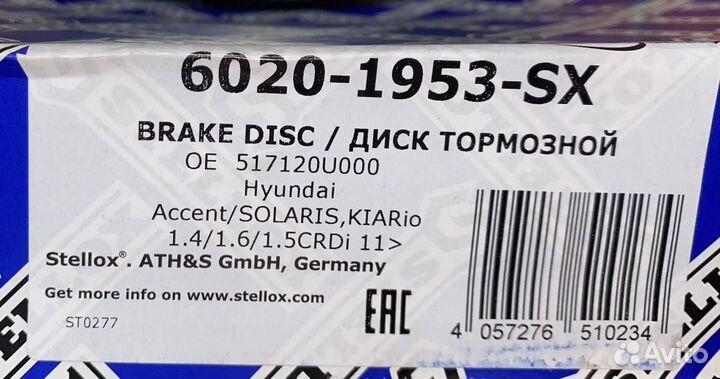 6020-1953-SX
BRAKE DISC / ДИСК ТОРМОЗНОЙ
OE 517120U000
Hyundai
Accent/SOLARIS,KIARio
1.4/1.6/1.5CRDi 11>
Stellox®. ATH&S GmbH, Germany
Get more info on www.stellox.com
ST0277
EAC
4 057276 510234
Avito